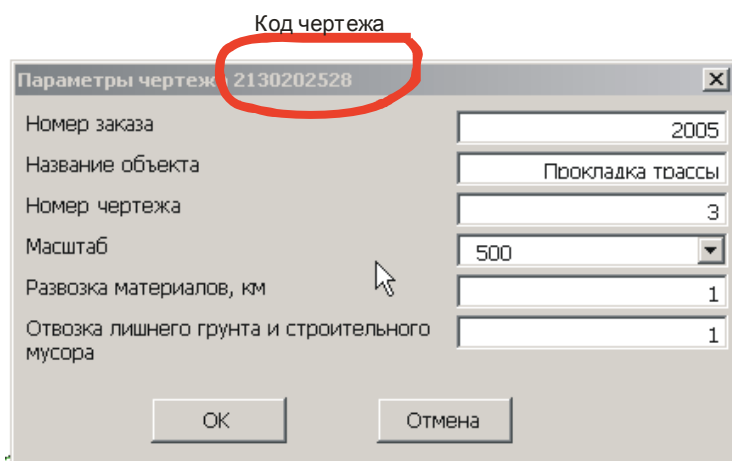 Код чертежа
Параметры чертежа 2130202528
Номер заказа
2005
Название объекта
Прокладка трассы
Номер чертежа
3
Масштаб
500
Развозка материалов, км
1
Отвозка лишнего грунта и строительного
мусора
1
ОК
Отмена